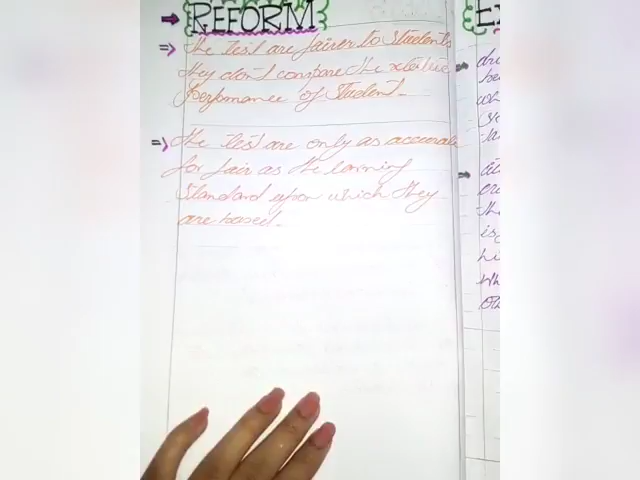 REFORM
the test are fairer to Students
they don't compare the relative
perfomance of Student.
the test are only as accurate
for fair as the learning
Standard upon which they
are based.